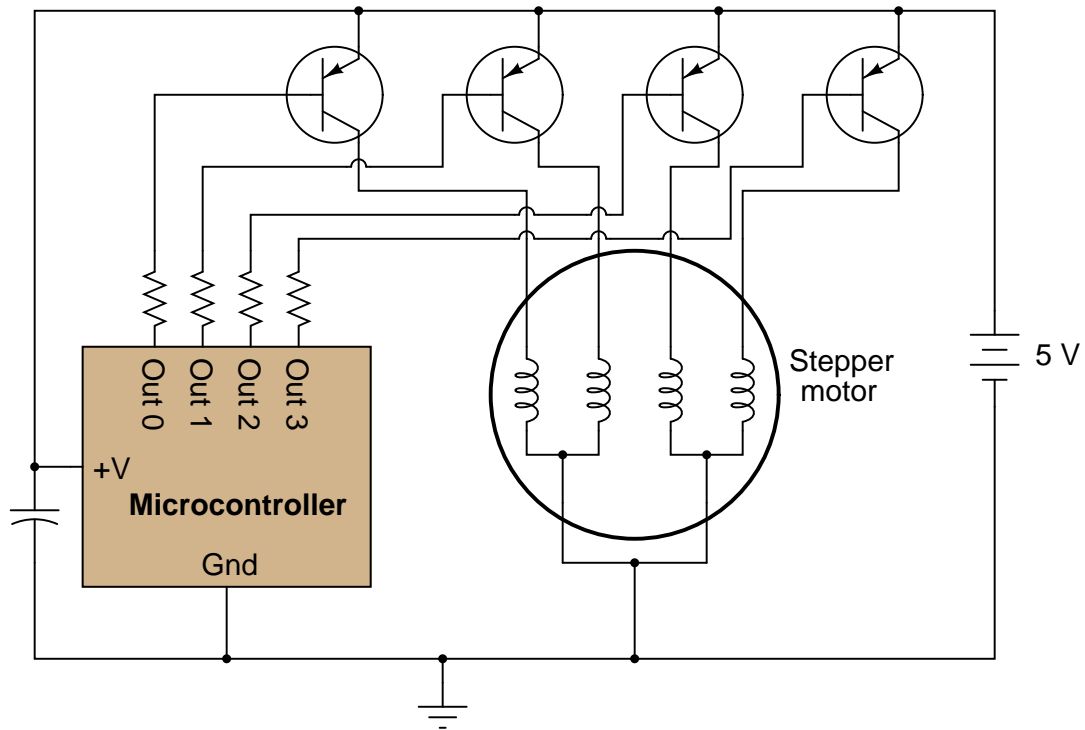 Out 0
Out 1
Out 2
Out 3
+V
Microcontroller
Gnd
Stepper
motor
5 V